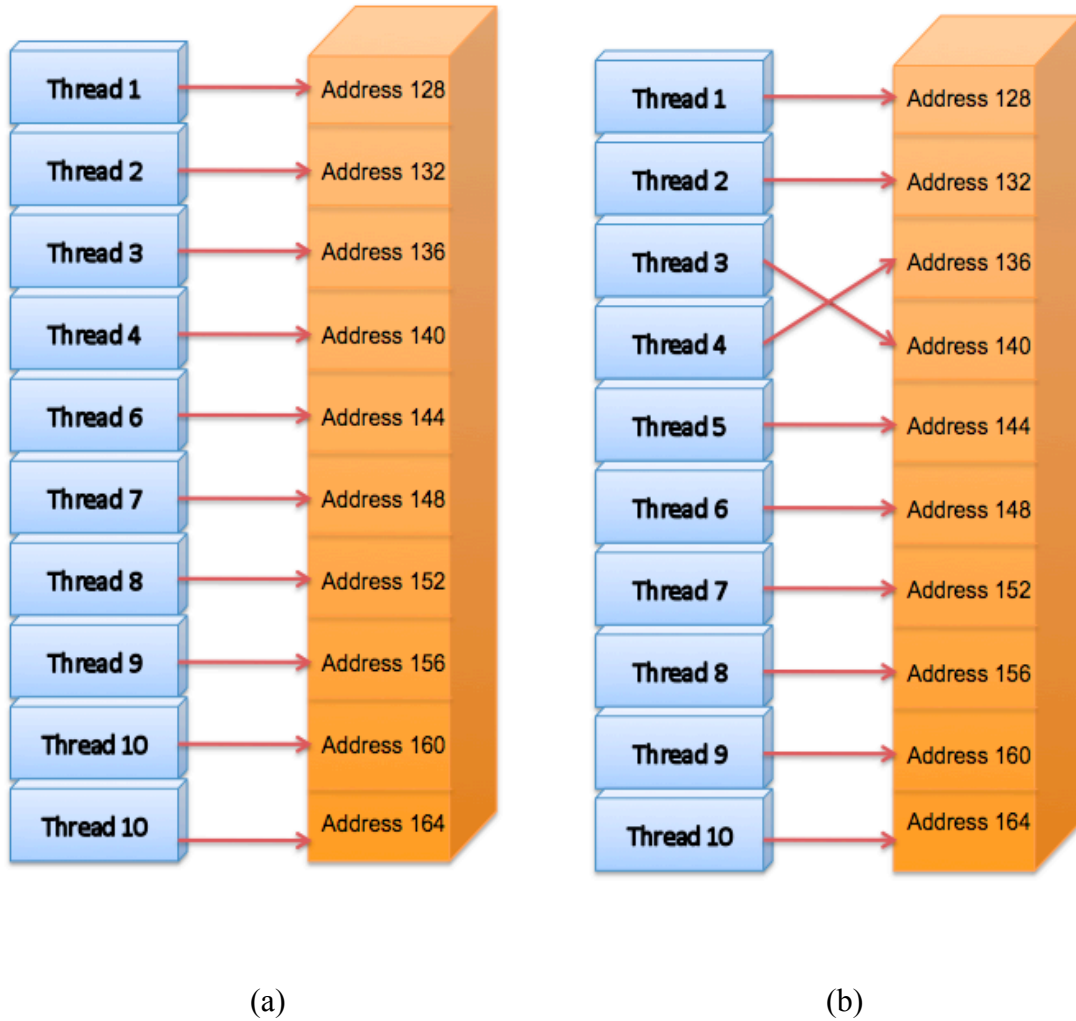 Thread 1
Address 128
Thread 2
Address 132
Thread 3
Address 136
Thread 4
Address 140
Thread 6
Address 144
Thread 7
Address 148
Thread 8
Address 152
Thread 9
Address 156
Thread 10
Address 160
Thread 10
Address 164
(a)
Thread 1
Address 128
Thread 2
Address 132
Thread 3
Address 136
Thread 4
Address 140
Thread 5
Address 144
Thread 6
Address 148
Thread 7
Address 152
Thread 8
Address 156
Thread 9
Address 160
Thread 10
Address 164
(b)